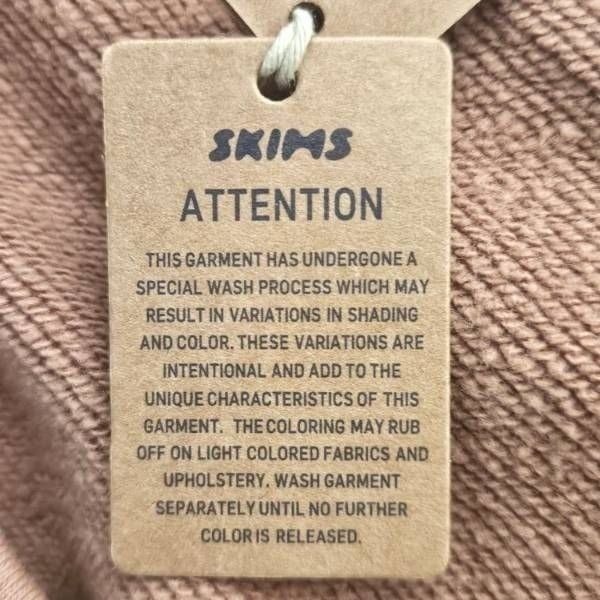 SKIMS
ATTENTION
THIS GARMENT HAS UNDERGONE A
SPECIAL WASH PROCESS WHICH MAY
RESULT IN VARIATIONS IN SHADING
AND COLOR. THESE VARIATIONS ARE
INTENTIONAL AND ADD TO THE
UNIQUE CHARACTERISTICS OF THIS
GARMENT. THE COLORING MAY RUB
OFF ON LIGHT COLORED FABRICS AND
UPHOLSTERY. WASH GARMENT
SEPARATELY UNTIL NO FURTHER
COLOR IS RELEASED.